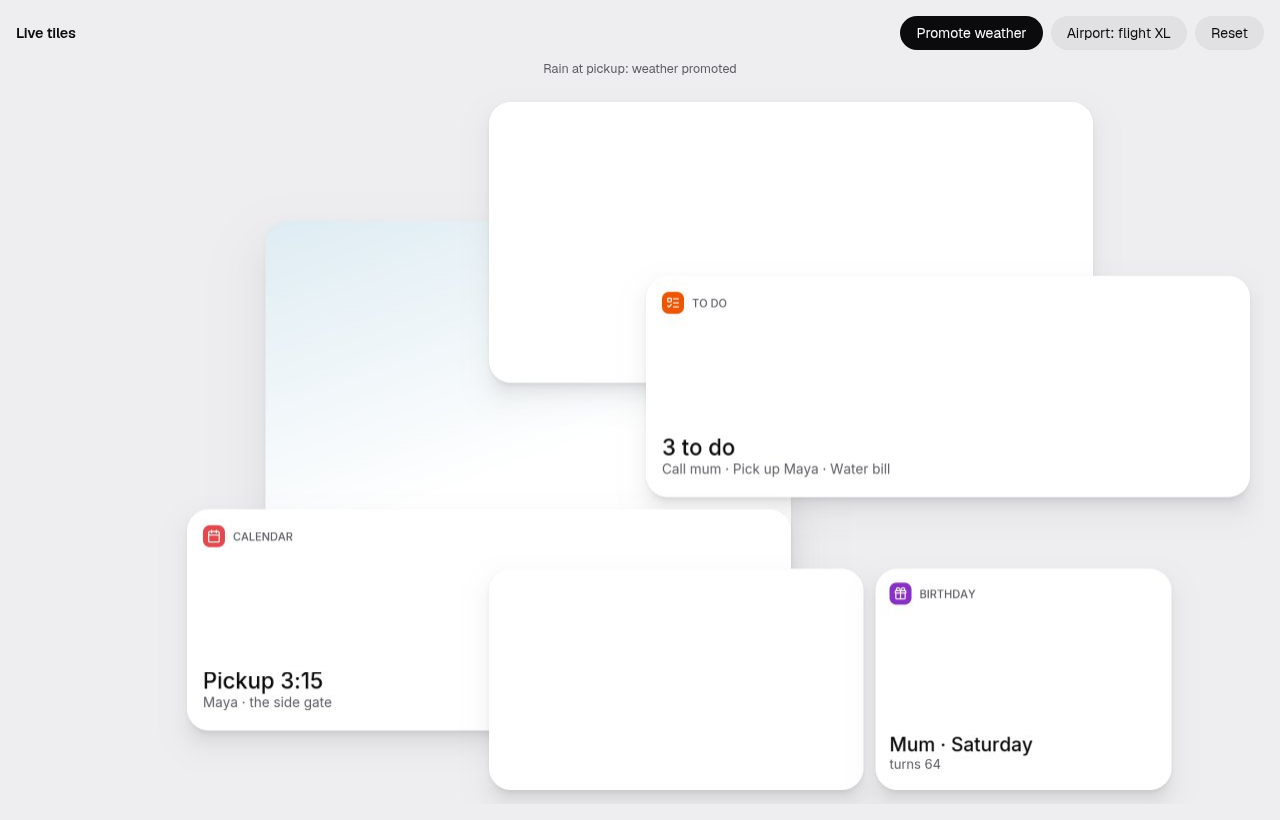 Live tiles
Promote weather
Airport: flight XL
Reset
Rain at pickup: weather promoted
TO DO
3 to do
Call mum · Pick up Maya · Water bill
CALENDAR
Pickup 3:15
Maya · the side gate
BIRTHDAY
Mum · Saturday
turns 64